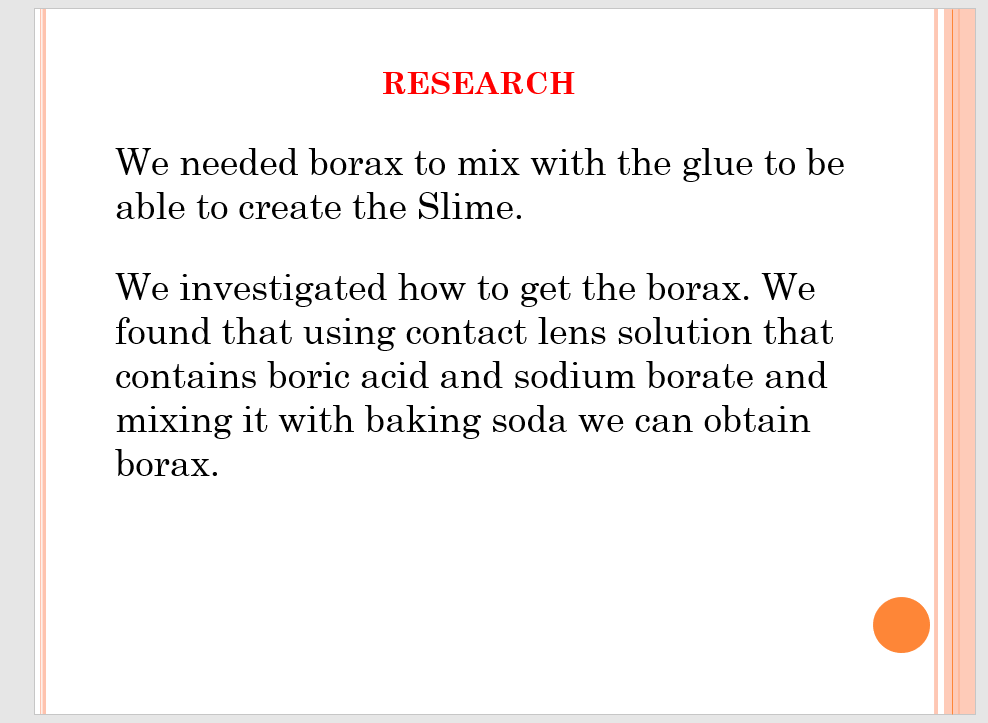 RESEARCH
We needed borax to mix with the glue to be
able to create the Slime.
We investigated how to get the borax. We
found that using contact lens solution that
contains boric acid and sodium borate and
mixing it with baking soda we can obtain
borax.